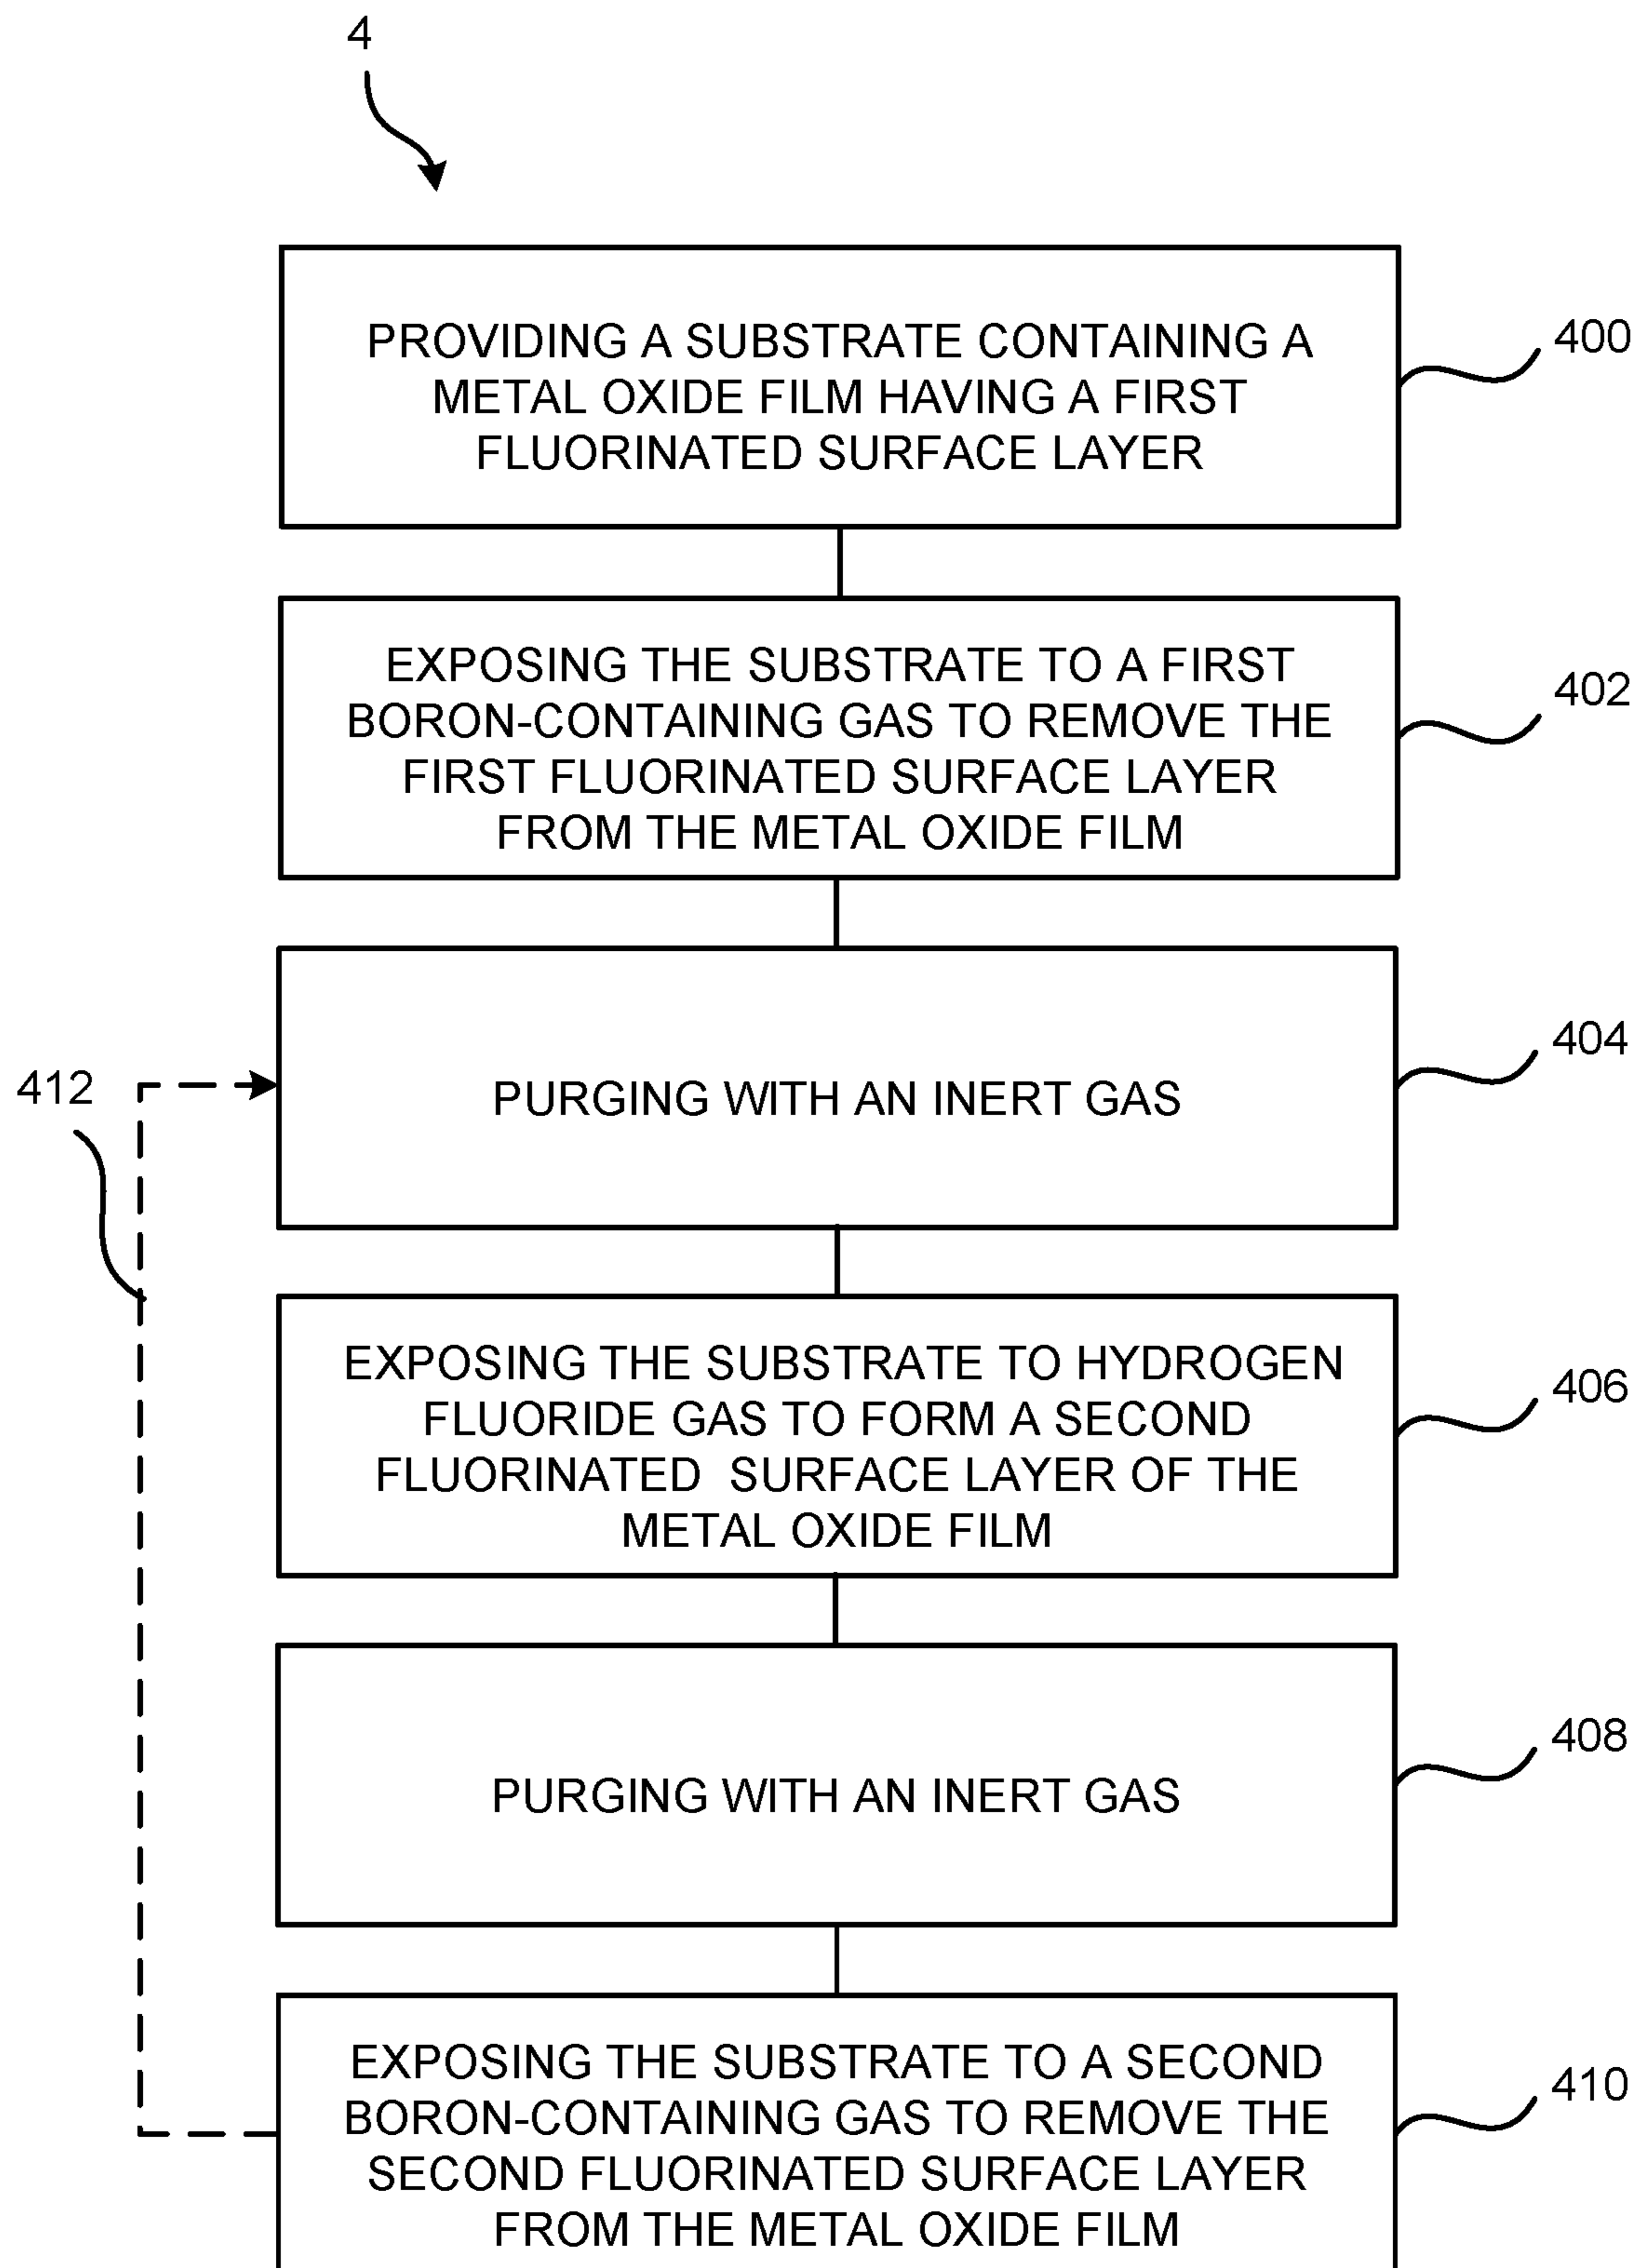 4
PROVIDING A SUBSTRATE CONTAINING A
METAL OXIDE FILM HAVING A FIRST
FLUORINATED SURFACE LAYER
400
EXPOSING THE SUBSTRATE TO A FIRST
BORON-CONTAINING GAS TO REMOVE THE
FIRST FLUORINATED SURFACE LAYER
FROM THE METAL OXIDE FILM
402
PURGING WITH AN INERT GAS
404
412
EXPOSING THE SUBSTRATE TO HYDROGEN
FLUORIDE GAS TO FORM A SECOND
FLUORINATED SURFACE LAYER OF THE
METAL OXIDE FILM
406
PURGING WITH AN INERT GAS
408
EXPOSING THE SUBSTRATE TO A SECOND
BORON-CONTAINING GAS TO REMOVE THE
SECOND FLUORINATED SURFACE LAYER
FROM THE METAL OXIDE FILM
410